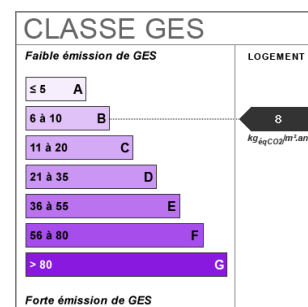 CLASSE GES
Faible émission de GES
LOGEMENT
≤ 5 A
6 à 10 B
8
kgéqCO2/m².an
11 à 20 C
21 à 35 D
36 à 55 E
56 à 80 F
> 80 G
Forte émission de GES